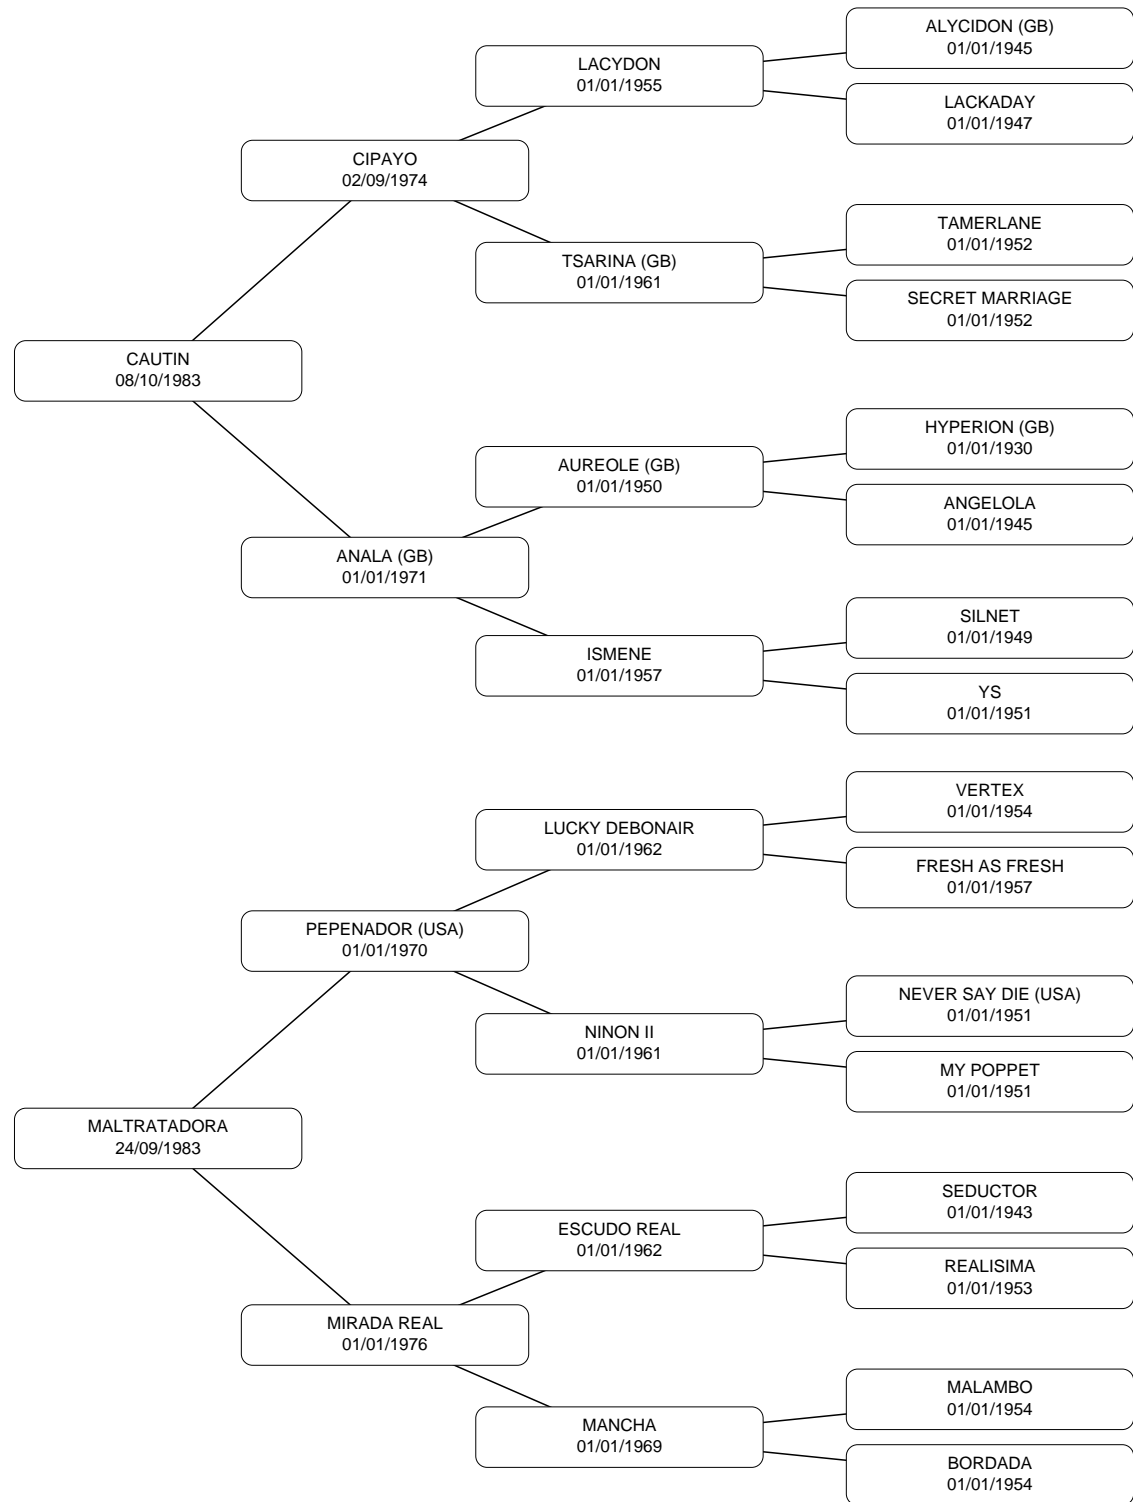 ALYCIDON (GB)
01/01/1945
LACYDON
01/01/1955
LACKADAY
01/01/1947
CIPAYO
02/09/1974
TAMERLANE
01/01/1952
TSARINA (GB)
01/01/1961
SECRET MARRIAGE
01/01/1952
CAUTIN
08/10/1983
HYPERION (GB)
01/01/1930
AUREOLE (GB)
01/01/1950
ANGELOLA
01/01/1945
ANALA (GB)
01/01/1971
SILNET
01/01/1949
ISMENE
01/01/1957
YS
01/01/1951
VERTEX
01/01/1954
LUCKY DEBONAIR
01/01/1962
FRESH AS FRESH
01/01/1957
PEPENADOR (USA)
01/01/1970
NEVER SAY DIE (USA)
01/01/1951
NINON II
01/01/1961
MY POPPET
01/01/1951
MALTRATADORA
24/09/1983
SEDUCTOR
01/01/1943
ESCUDO REAL
01/01/1962
REALISIMA
01/01/1953
MIRADA REAL
01/01/1976
MALAMBO
01/01/1954
MANCHA
01/01/1969
BORDADA
01/01/1954